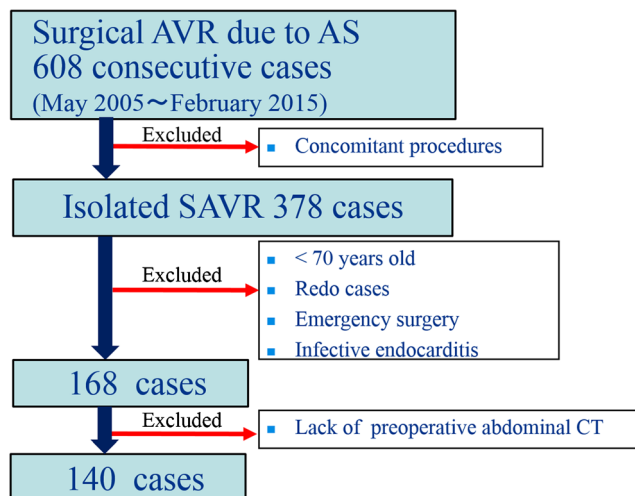 Surgical AVR due to AS
608 consecutive cases
(May 2005～February 2015)
Excluded
Concomitant procedures
Isolated SAVR 378 cases
Excluded
< 70 years old
Redo cases
Emergency surgery
Infective endocarditis
168 cases
Excluded
Lack of preoperative abdominal CT
140 cases